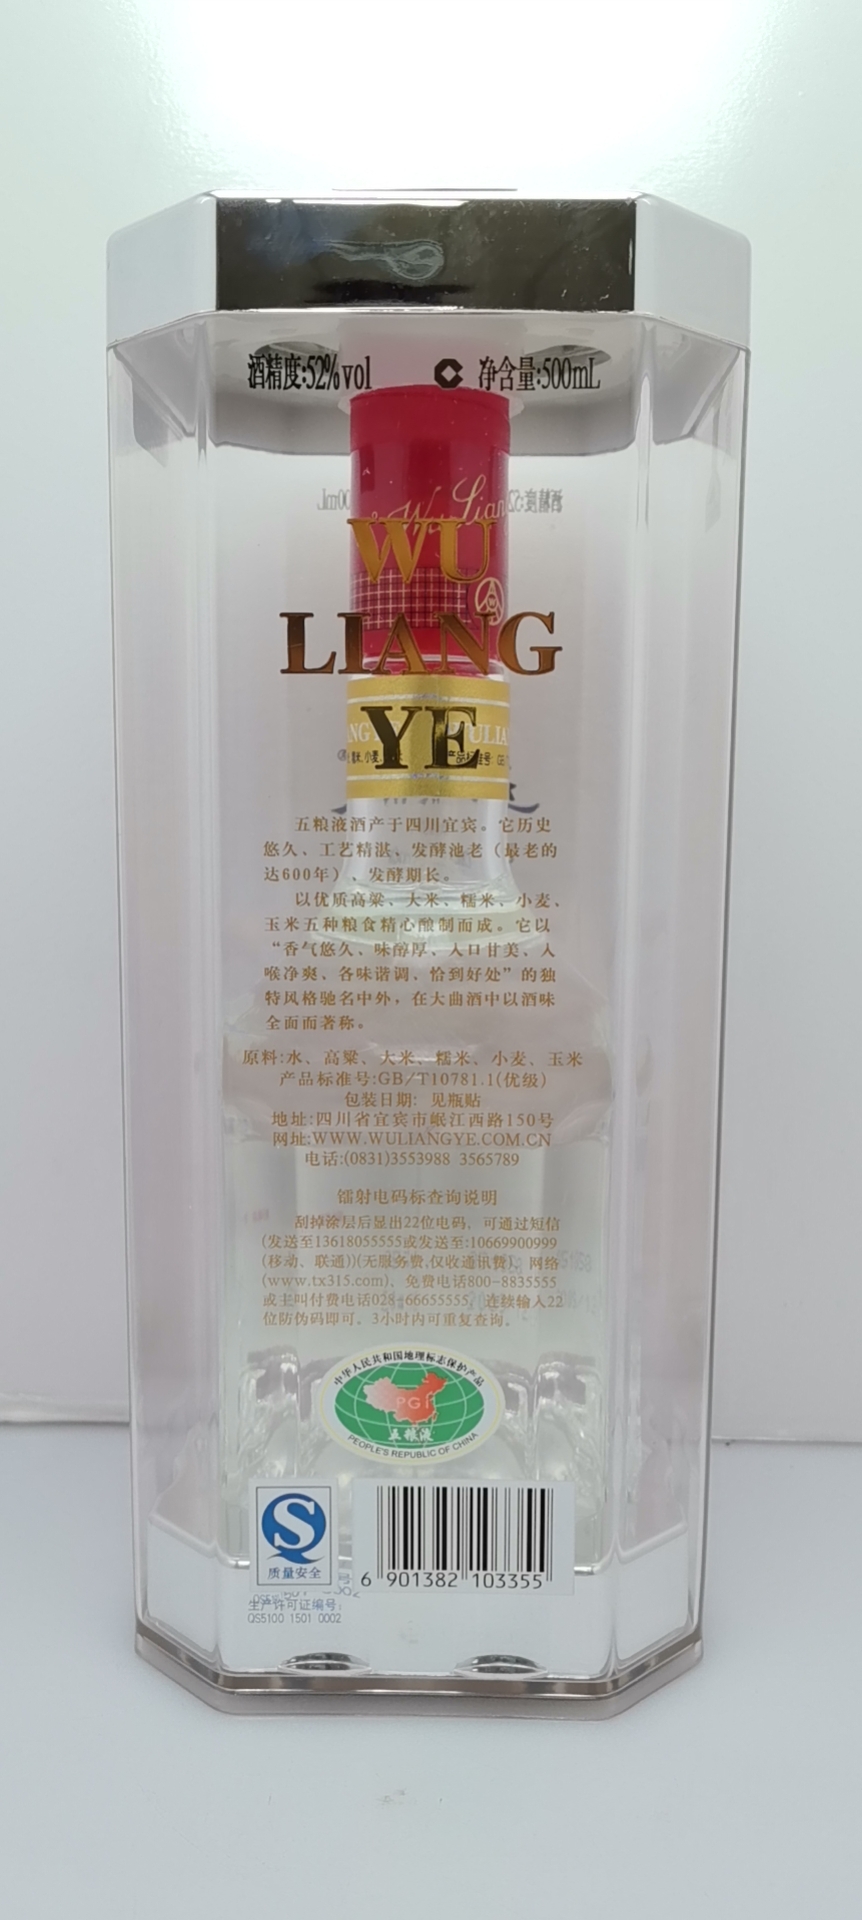 酒精度:52%vol 净含量:500mL
Wu Lian
WU
LIANG
YE
五粮液酒产于四川宜宾。它历史
悠久、工艺精湛、发酵池老（最老的
达600年）、发酵期长。
以优质高粱、大米、糯米、小麦、
玉米五种粮食精心酿制而成。它以
“香气悠久、味醇厚、入口甘美、入
喉净爽、各味谐调、恰到好处”的独
特风格驰名中外，在大曲酒中以酒味
全面而著称。
原料:水、高粱、大米、糯米、小麦、玉米
产品标准号:GB/T10781.1(优级)
包装日期: 见瓶贴
地址:四川省宜宾市岷江西路150号
网址:WWW.WULIANGYE.COM.CN
电话:(0831)3553988 3565789
镭射电码标查询说明
刮掉涂层后显出22位电码，可通过短信
(发送至13618055555或发送至:10669900999
(移动、联通))(无服务费,仅收通讯费)、网络
(www.tx315.com)、免费电话800-8835555
或主叫付费电话028-66655555，连续输入22
位防伪码即可。3小时内可重复查询。
中华人民共和国地理标志保护产品
PGI
五粮液
PEOPLE'S REPUBLIC OF CHINA
质量安全
6 901382 103355
生产许可证编号:
QS5100 1501 0002